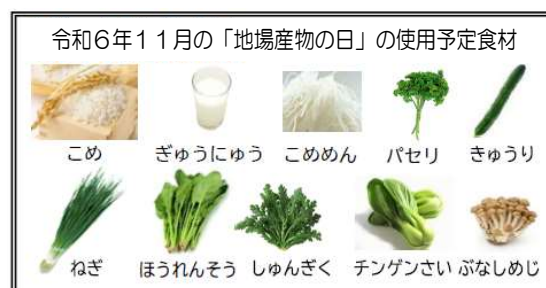 令和6年11月の「地場産物の日」の使用予定食材
こめ ぎゅうにゅう こめめん パセリ きゅうり
ねぎ ほうれんそう しゅんぎく チンゲンさい ぶなしめじ